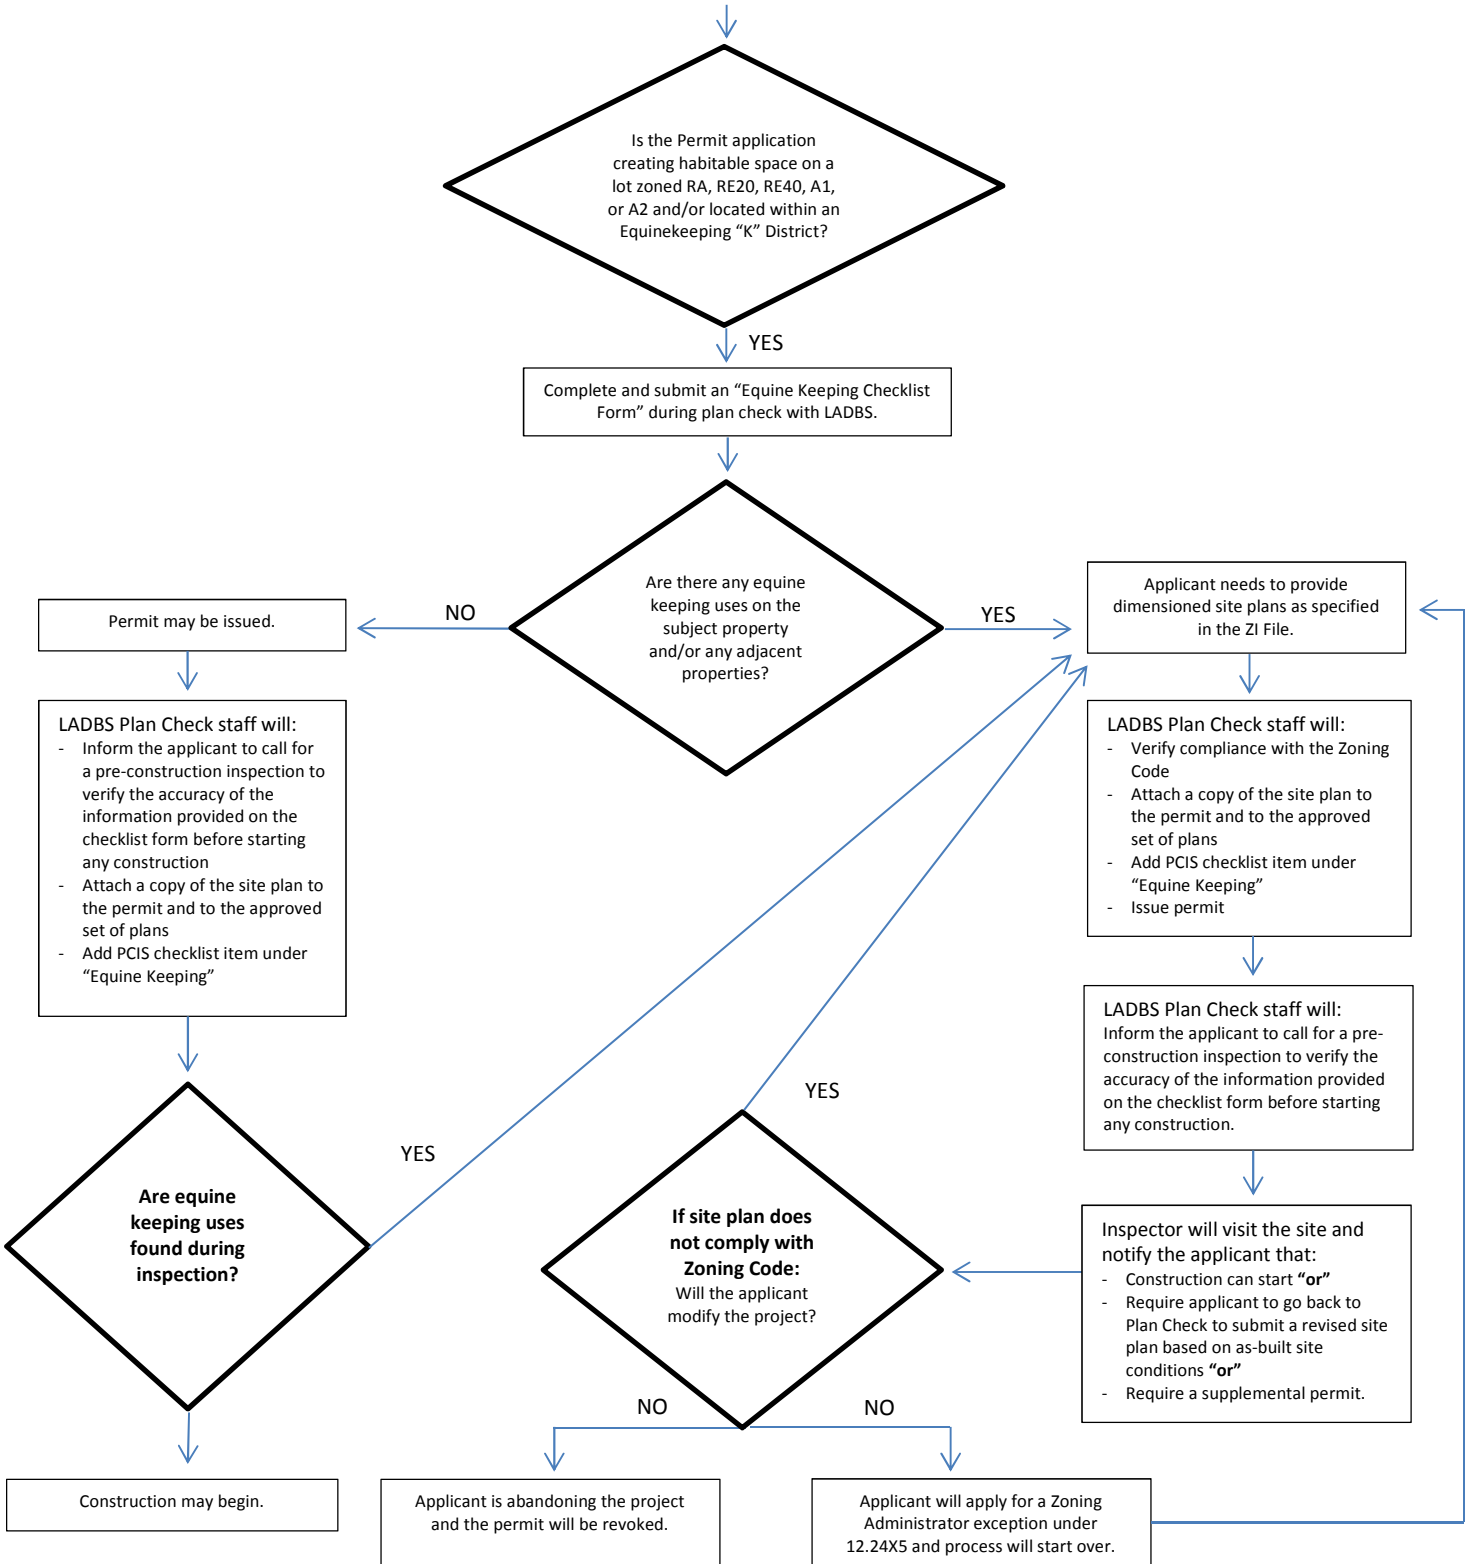 Is the Permit application
creating habitable space on a
lot zoned RA, RE20, RE40, A1,
or A2 and/or located within an
Equinekeeping “K” District?
YES
Complete and submit an “Equine Keeping Checklist
Form” during plan check with LADBS.
Are there any equine
keeping uses on the
subject property
and/or any adjacent
properties?
NO
YES
Permit may be issued.
Applicant needs to provide
dimensioned site plans as specified
in the ZI File.
LADBS Plan Check staff will:
- Inform the applicant to call for
a pre-construction inspection to
verify the accuracy of the
information provided on the
checklist form before starting
any construction
- Attach a copy of the site plan to
the permit and to the approved
set of plans
- Add PCIS checklist item under
“Equine Keeping”
LADBS Plan Check staff will:
- Verify compliance with the Zoning
Code
- Attach a copy of the site plan to
the permit and to the approved
set of plans
- Add PCIS checklist item under
“Equine Keeping”
- Issue permit
LADBS Plan Check staff will:
Inform the applicant to call for a pre-
construction inspection to verify the
accuracy of the information provided
on the checklist form before starting
any construction.
Are equine
keeping uses
found during
inspection?
YES
YES
If site plan does
not comply with
Zoning Code:
Will the applicant
modify the project?
Inspector will visit the site and
notify the applicant that:
- Construction can start “or”
- Require applicant to go back to
Plan Check to submit a revised site
plan based on as-built site
conditions “or”
- Require a supplemental permit.
NO
NO
Construction may begin.
Applicant is abandoning the project
and the permit will be revoked.
Applicant will apply for a Zoning
Administrator exception under
12.24X5 and process will start over.